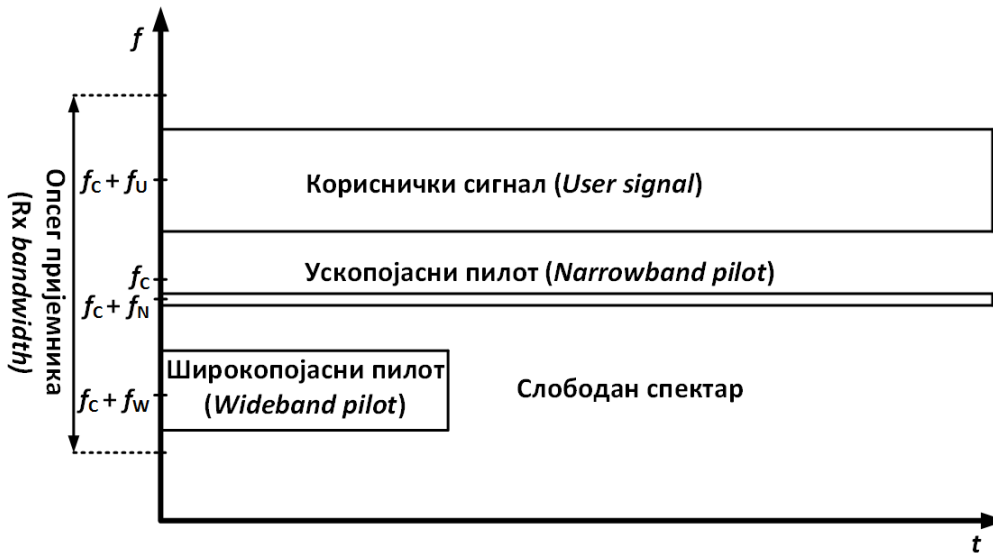 f
Опсег пријемника
(Rx bandwidth)
fC + fU
Кориснички сигнал (User signal)
fC
Ускопојасни пилот (Narrowband pilot)
fC + fN
Широкопојасни пилот
(Wideband pilot)
fC + fW
Слободан спектар
t